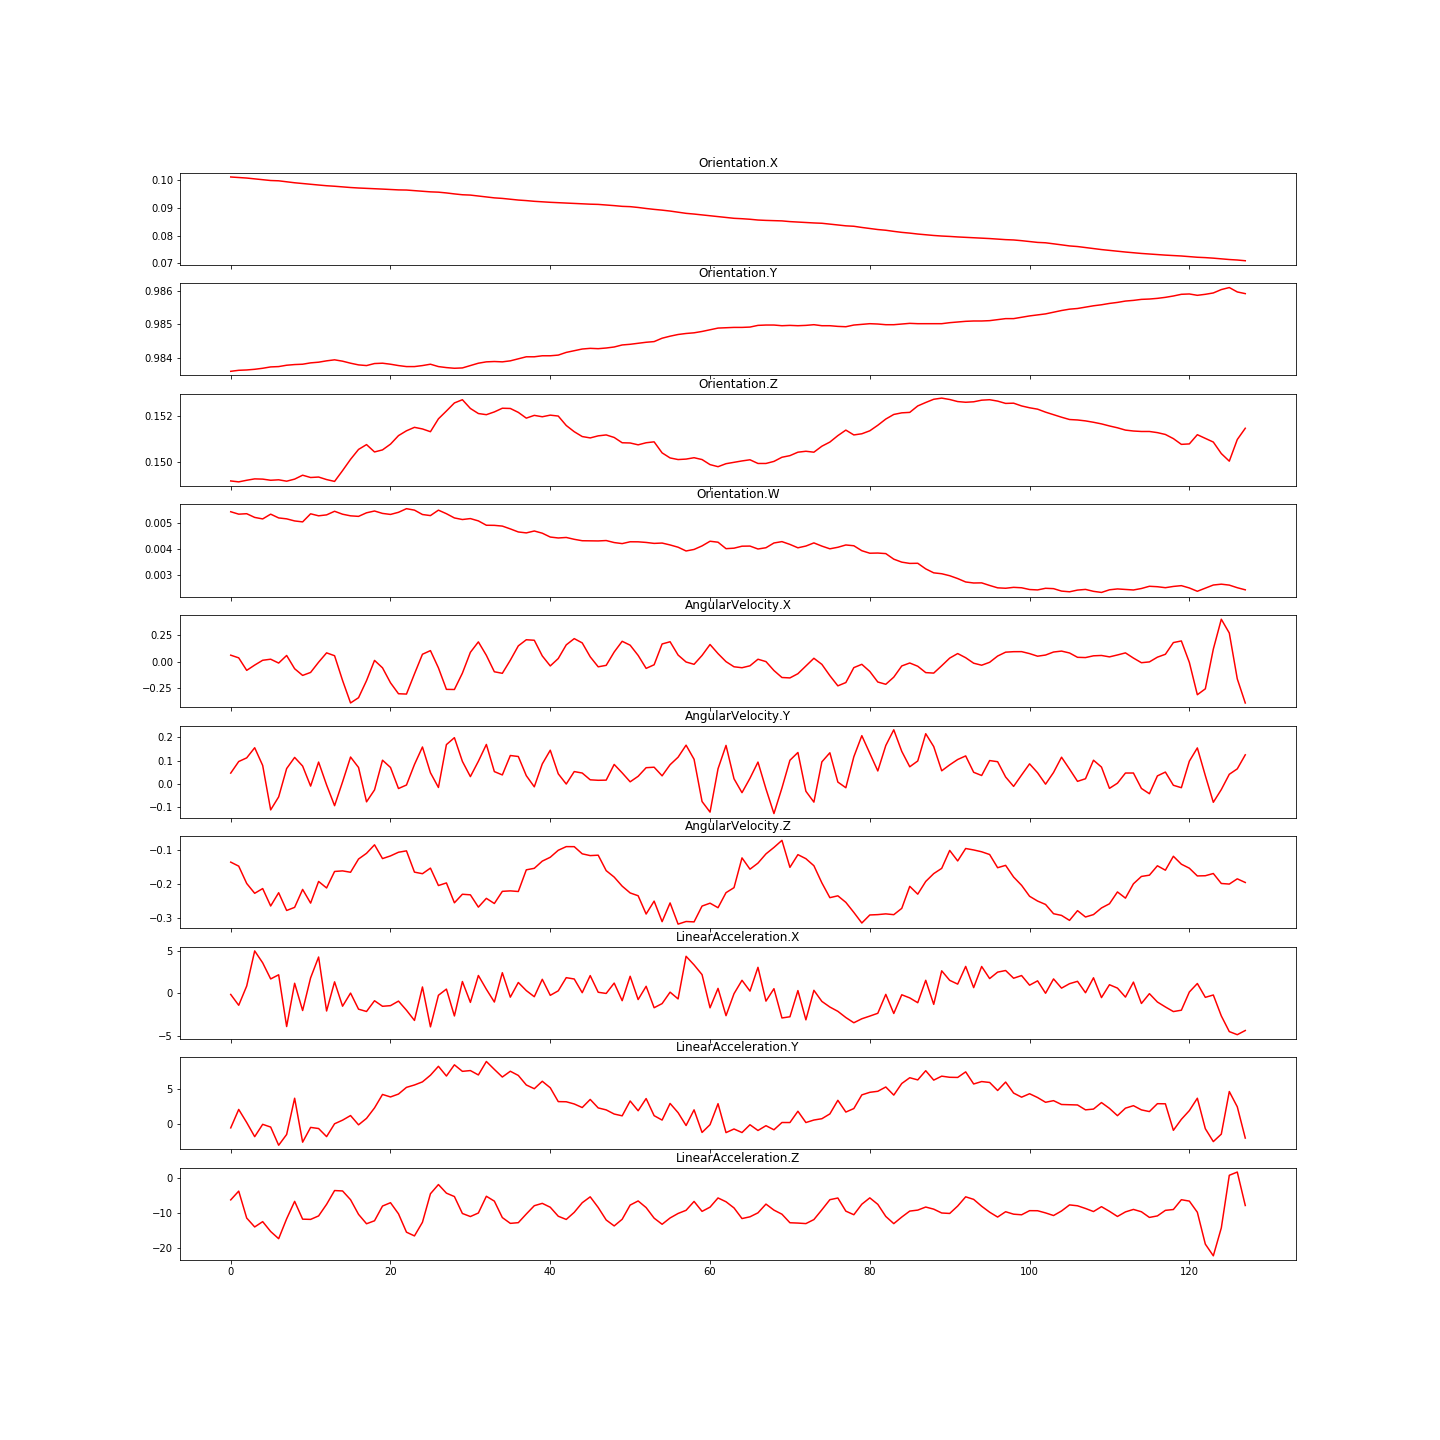 Orientation.X
0.10
0.09
0.08
0.07
Orientation.Y
0.986
0.985
0.984
Orientation.Z
0.152
0.150
Orientation.W
0.005
0.004
0.003
AngularVelocity.X
0.25
0.00
−0.25
AngularVelocity.Y
0.2
0.1
0.0
−0.1
AngularVelocity.Z
−0.1
−0.2
−0.3
LinearAcceleration.X
5
0
−5
LinearAcceleration.Y
5
0
LinearAcceleration.Z
0
−10
−20
0 20 40 60 80 100 120